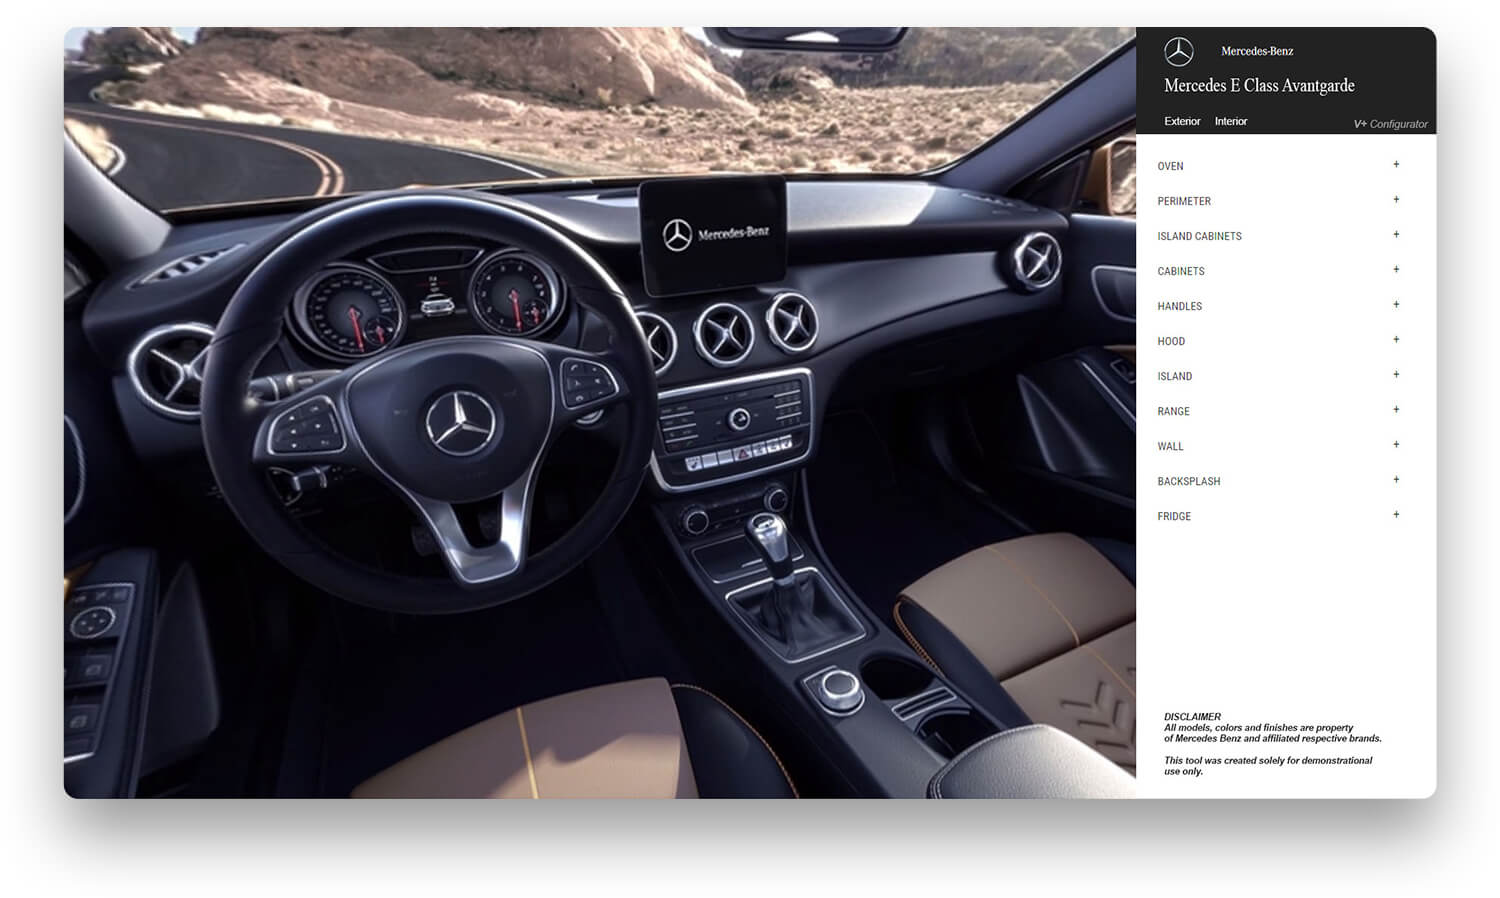 Mercedes-Benz
Mercedes-Benz
Mercedes E Class Avantgarde
Exterior Interior
V+ Configurator
OVEN +
PERIMETER +
ISLAND CABINETS +
CABINETS +
HANDLES +
HOOD +
ISLAND +
RANGE +
WALL +
BACKSPLASH +
FRIDGE +
DISCLAIMER
All models, colors and finishes are property
of Mercedes Benz and affiliated respective brands.
This tool was created solely for demonstrational
use only.